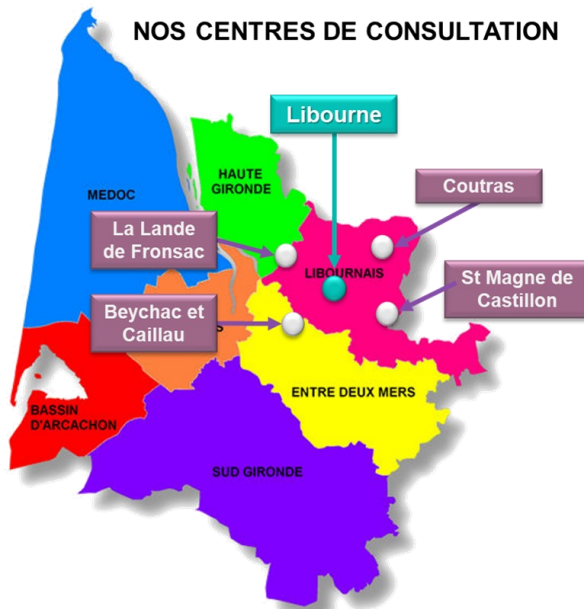 NOS CENTRES DE CONSULTATION
Libourne
HAUTE
GIRONDE
Coutras
MEDOC
La Lande
de Fronsac
LIBOURNAIS
St Magne de
Castillon
Beychac et
Caillau
S
ENTRE DEUX MERS
BASSIN
D'ARCACHON
SUD GIRONDE